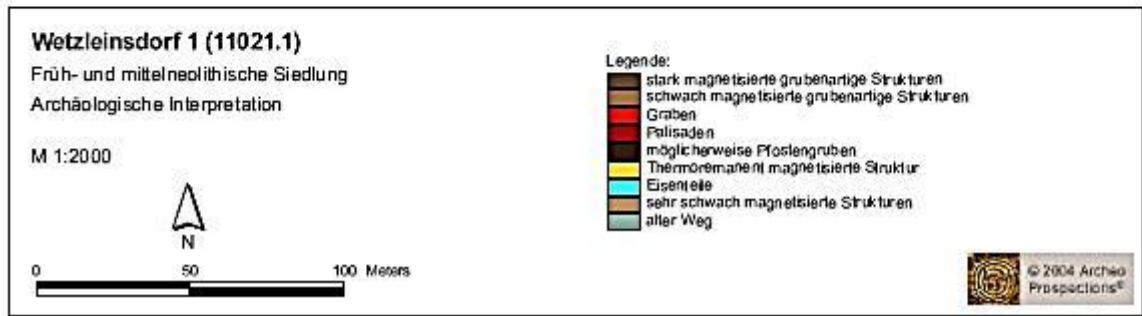 Wetzleinsdorf 1 (11021.1)
Früh- und mittelneolithische Siedlung
Archäologische Interpretation
M 1:2000
N
0 50 100 Meters
Legende:
stark magnetisierte grubenartige Strukturen
schwach magnetisierte grubenartige Strukturen
Graben
Palisaden
möglicherweise Pfostengruben
Thermoremanent magnetisierte Struktur
Eisenteile
sehr schwach magnetisierte Strukturen
alter Weg
© 2004 Archeo
Prospections®